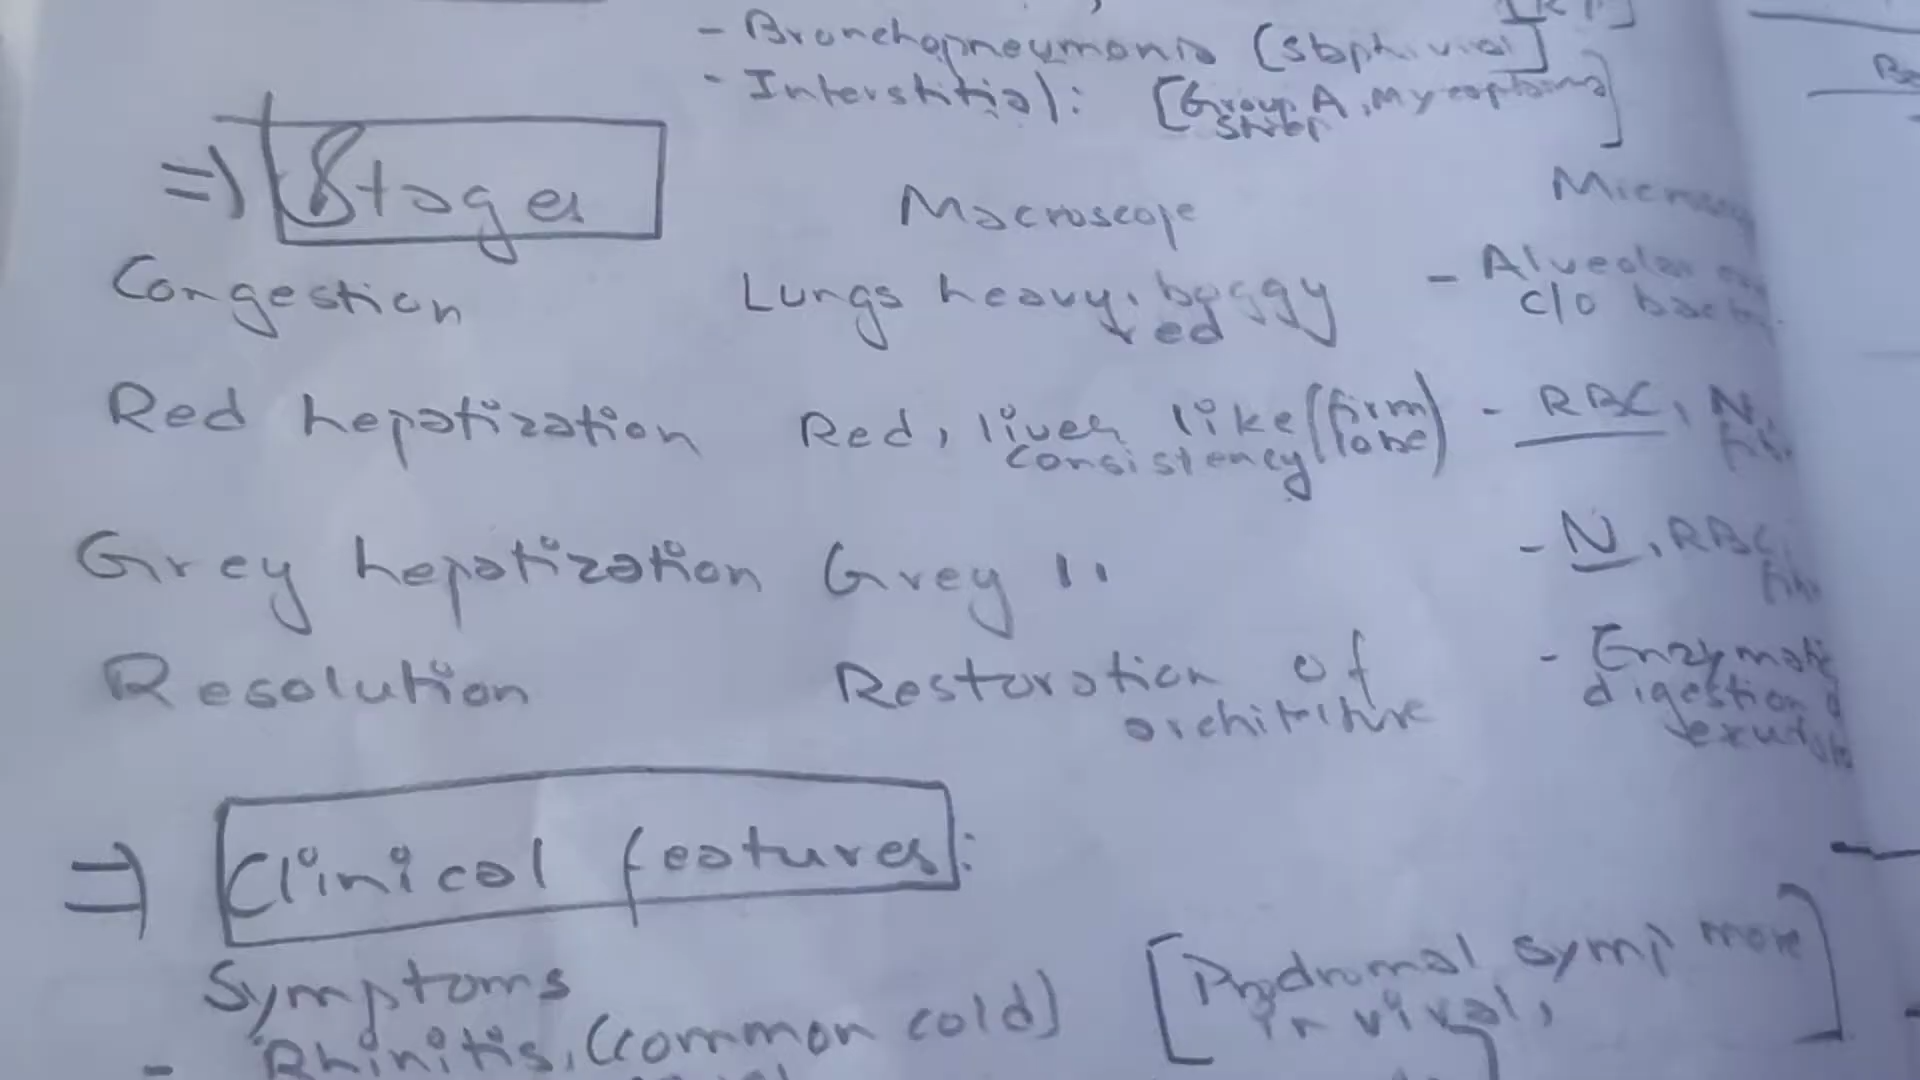 - Bronchopneumonia [Staph, viral]
- Interstitial: [Group A Strep, Mycoplasma]
=> Stages
Macroscope
Congestion Lungs heavy, boggy red - Alveolar c/o
Red hepatization Red, liver like consistency (firm lobe) - RBC, N,
Grey hepatization Grey 11 - N, RBC,
Resolution Restoration of architecture - Enzymatic digestion
=> Clinical features:
Symptoms
- Rhinitis, (common cold) [Prodromal symp more in viral,